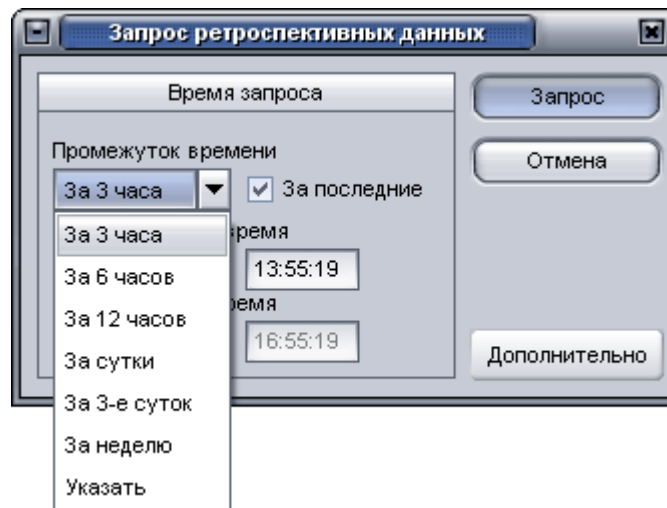 Запрос ретроспективных данных
Время запроса
Запрос
Промежуток времени
Отмена
За 3 часа
За последние
За 3 часа
время
За 6 часов
13:55:19
За 12 часов
16:55:19
За сутки
Дополнительно
За 3-е суток
За неделю
Указать